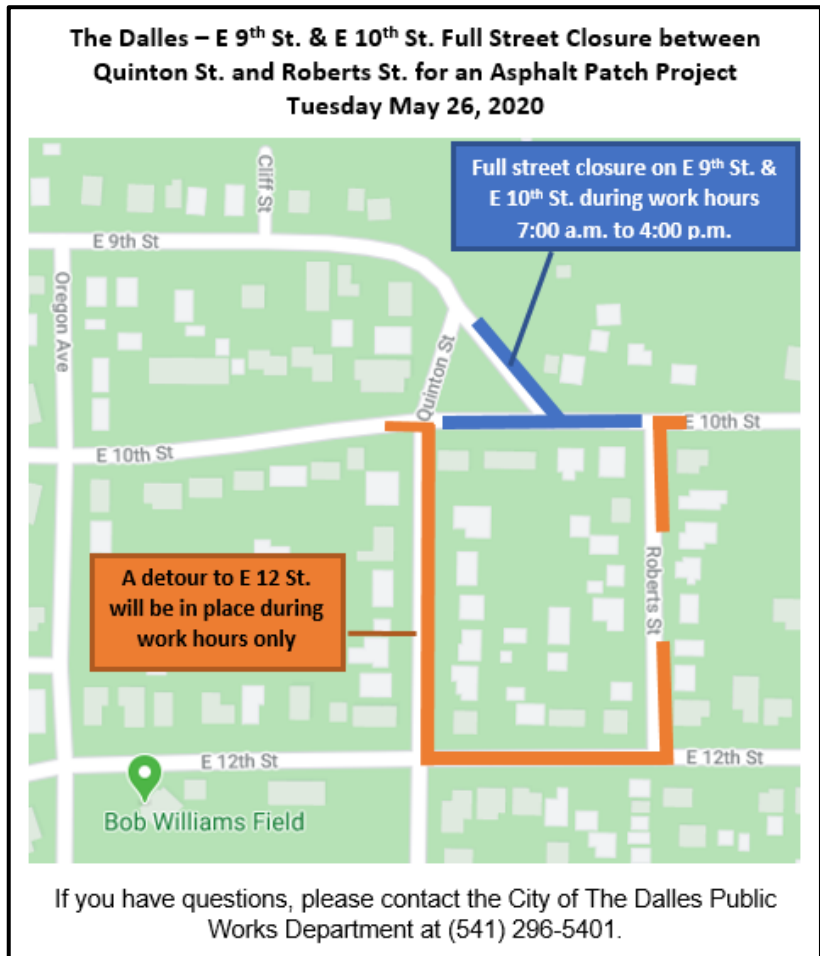 The Dalles – E 9th St. & E 10th St. Full Street Closure between
Quinton St. and Roberts St. for an Asphalt Patch Project
Tuesday May 26, 2020
Full street closure on E 9th St. &
E 10th St. during work hours
7:00 a.m. to 4:00 p.m.
Cliff St
E 9th St
Oregon Ave
Quinton St
E 10th St
E 10th St
A detour to E 12 St.
will be in place during
work hours only
Roberts St
E 12th St
E 12th St
Bob Williams Field
If you have questions, please contact the City of The Dalles Public
Works Department at (541) 296-5401.